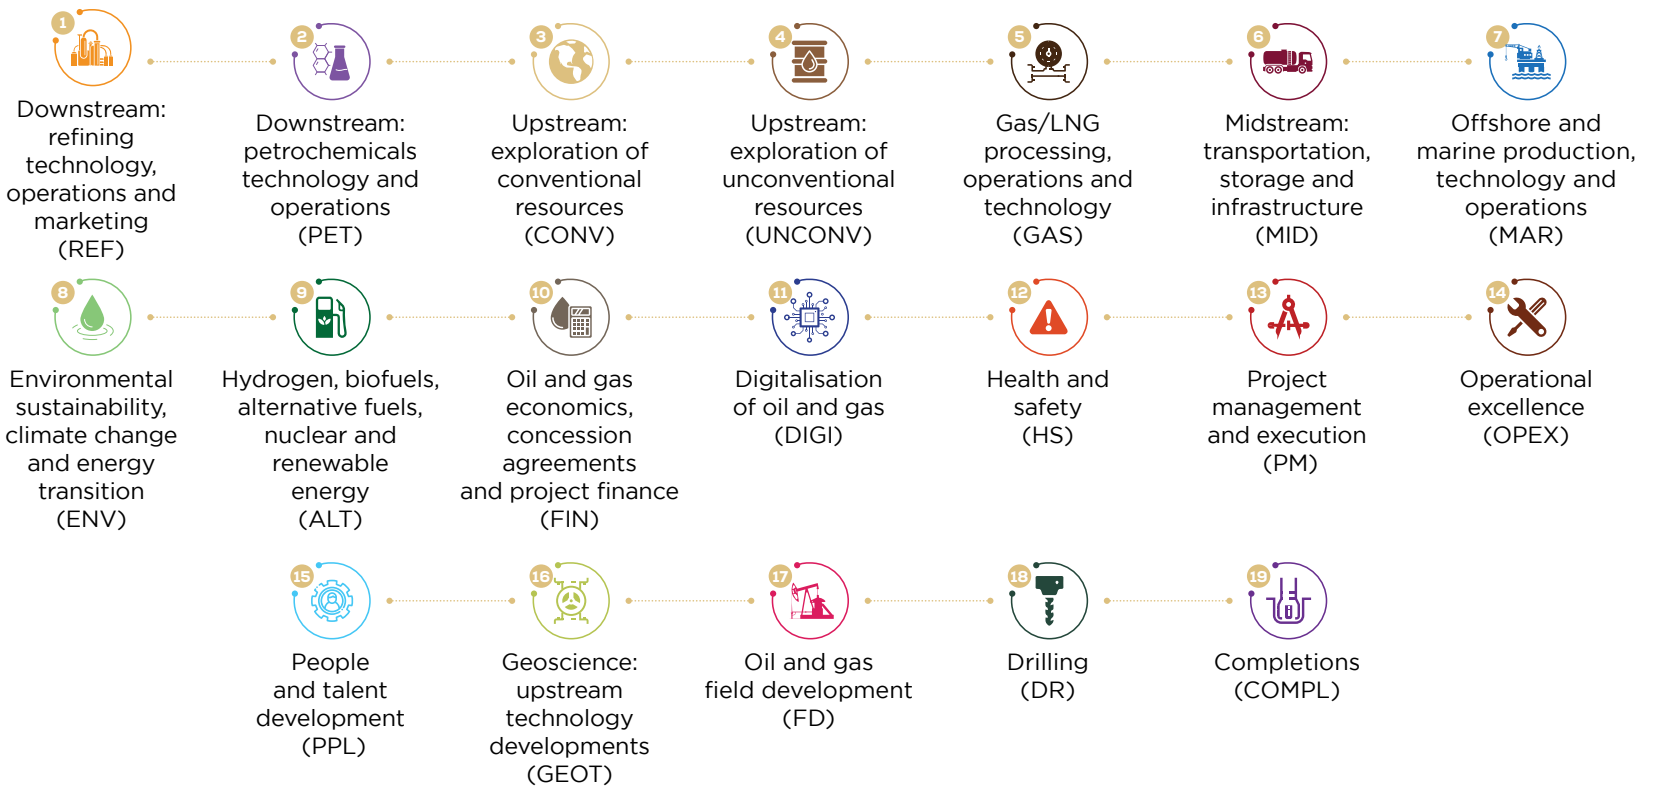 1
Downstream:
refining
technology,
operations and
marketing
(REF)
2
Downstream:
petrochemicals
technology and
operations
(PET)
3
Upstream:
exploration of
conventional
resources
(CONV)
4
Upstream:
exploration of
unconventional
resources
(UNCONV)
5
Gas/LNG
processing,
operations and
technology
(GAS)
6
Midstream:
transportation,
storage and
infrastructure
(MID)
7
Offshore and
marine production,
technology and
operations
(MAR)
8
Environmental
sustainability,
climate change
and energy
transition
(ENV)
9
Hydrogen, biofuels,
alternative fuels,
nuclear and
renewable
energy
(ALT)
10
Oil and gas
economics,
concession
agreements
and project finance
(FIN)
11
Digitalisation
of oil and gas
(DIGI)
12
Health and
safety
(HS)
13
Project
management
and execution
(PM)
14
Operational
excellence
(OPEX)
15
People
and talent
development
(PPL)
16
Geoscience:
upstream
technology
developments
(GEOT)
17
Oil and gas
field development
(FD)
18
Drilling
(DR)
19
Completions
(COMPL)